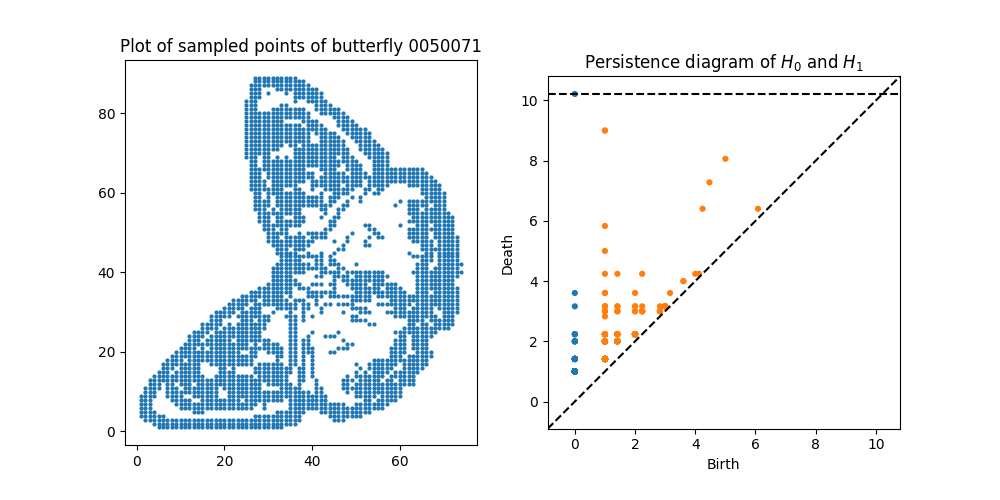 Plot of sampled points of butterfly 0050071
80
60
40
20
0
0 20 40 60
Persistence diagram of H₀ and H₁
10
8
6
4
2
0
Death
0 2 4 6 8 10
Birth